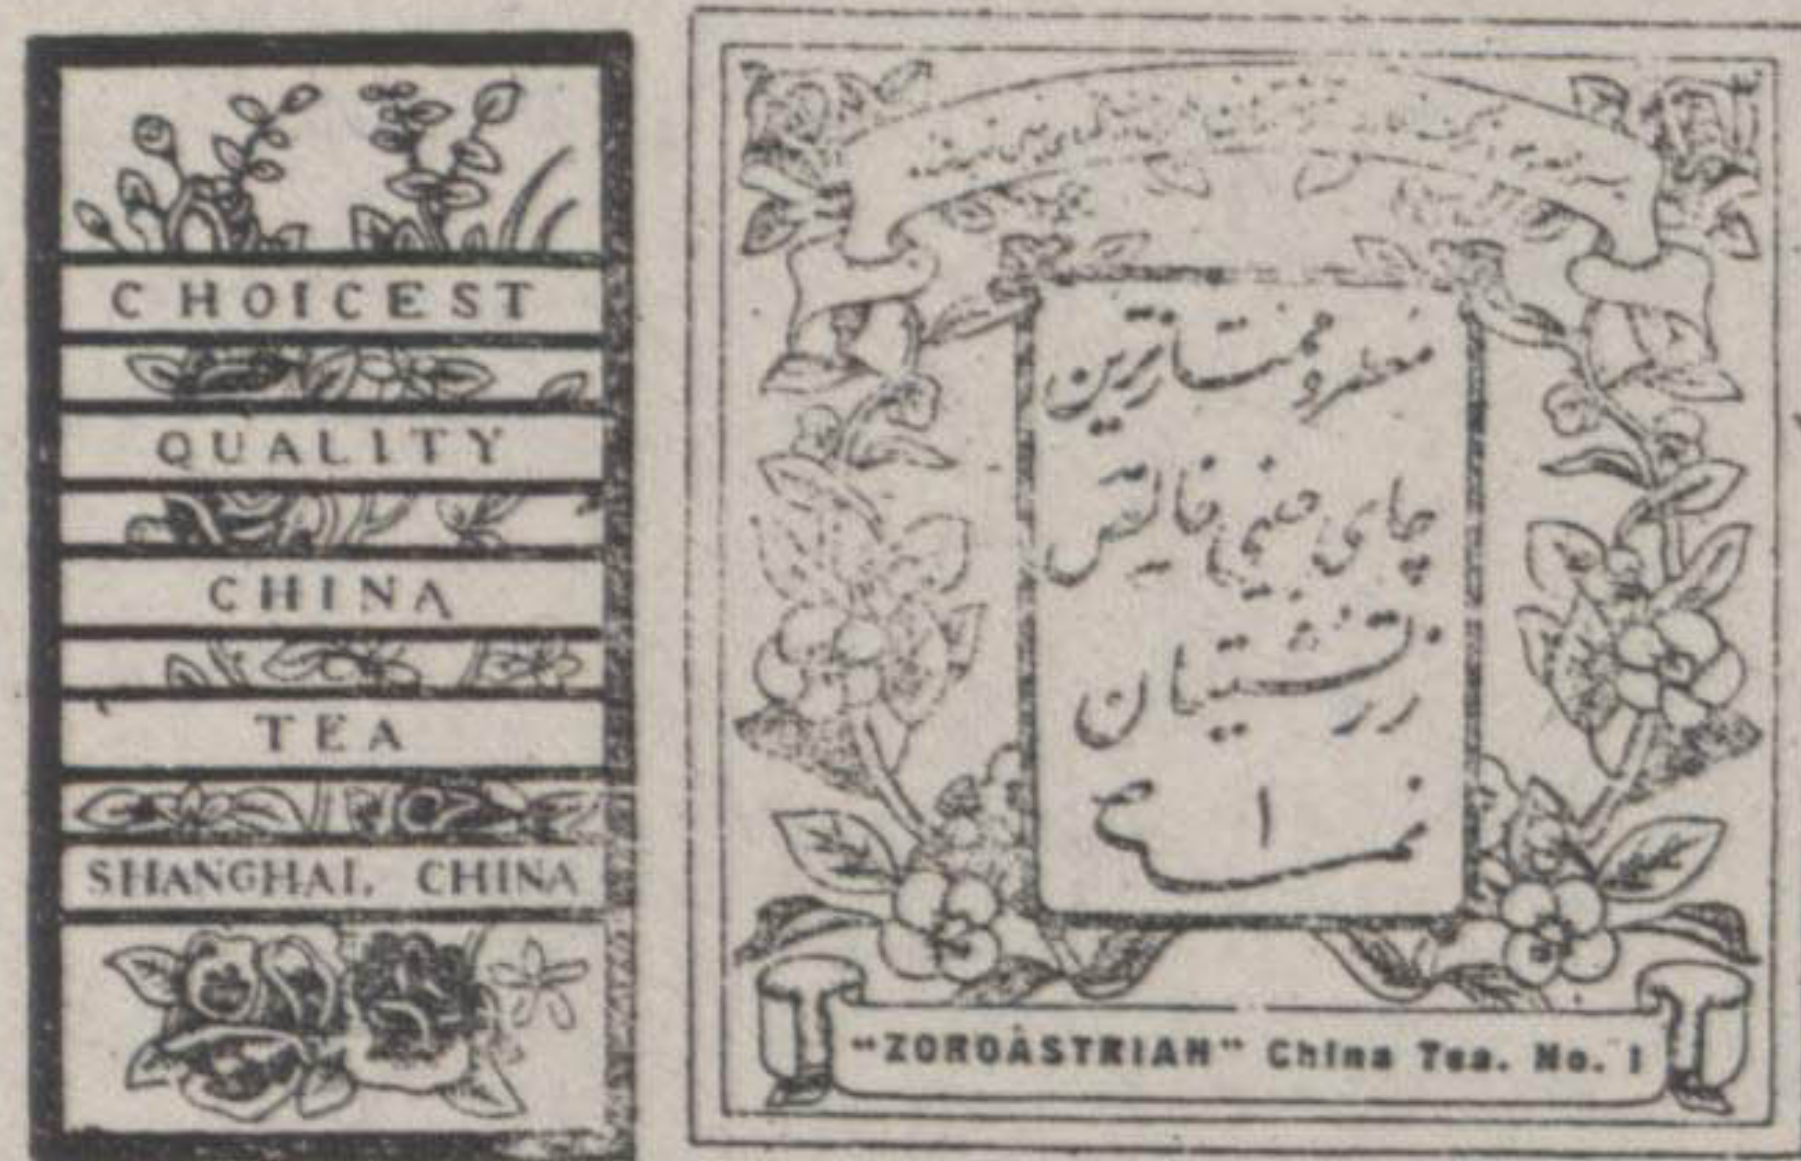 CHOICEST
QUALITY
CHINA
TEA
SHANGHAI, CHINA
معطر و ممتازترین
چای چینی خالص
زرتشتیان
نمره ۱
"ZOROASTRIAN" China Tea. No. 1